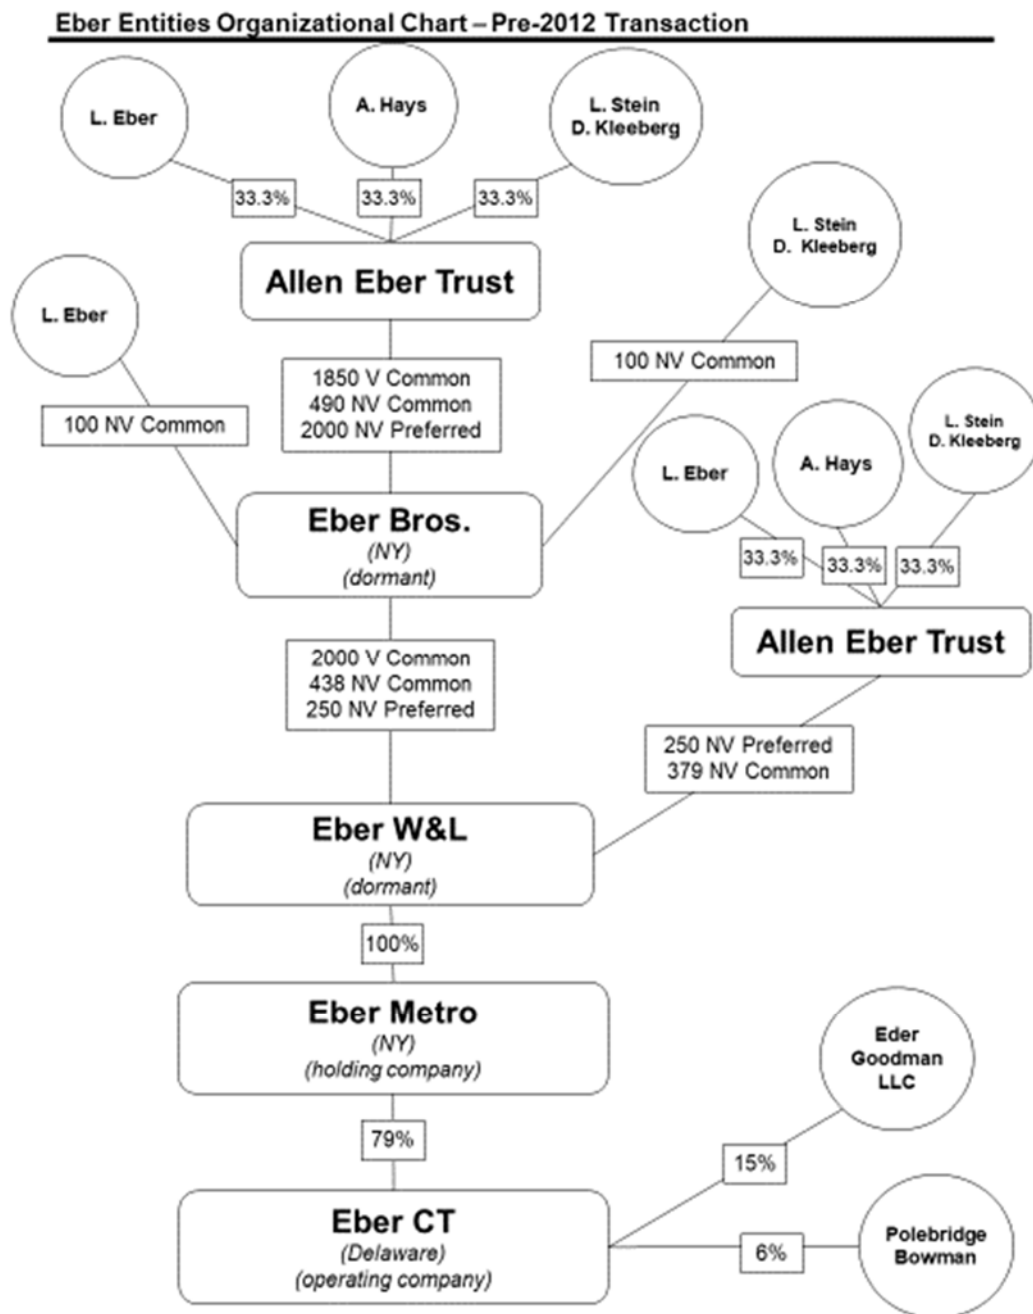 Eber Entities Organizational Chart – Pre-2012 Transaction
L. Eber
A. Hays
L. Stein
D. Kleeberg
33.3%
33.3%
33.3%
L. Stein
D. Kleeberg
Allen Eber Trust
L. Eber
100 NV Common
1850 V Common
490 NV Common
2000 NV Preferred
100 NV Common
L. Stein
D. Kleeberg
A. Hays
L. Eber
Eber Bros.
(NY)
(dormant)
33.3%
33.3%
33.3%
Allen Eber Trust
2000 V Common
438 NV Common
250 NV Preferred
250 NV Preferred
379 NV Common
Eber W&L
(NY)
(dormant)
100%
Eber Metro
(NY)
(holding company)
Eder
Goodman
LLC
79%
15%
Eber CT
(Delaware)
(operating company)
6%
Polebridge
Bowman